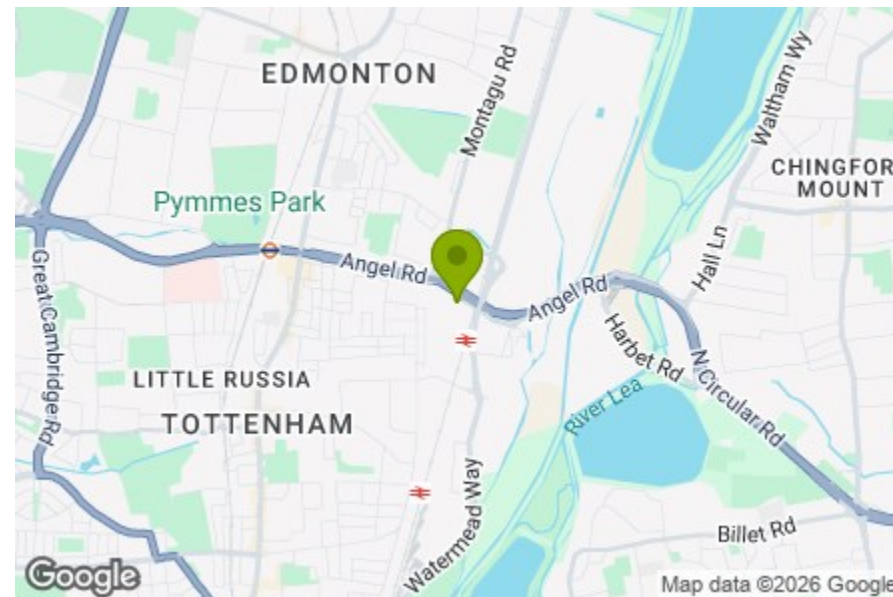 EDMONTON
Montagu Rd
Waltham Wy
CHINGFOR
MOUNT
Pymmes Park
Hall Ln
Angel Rd
Angel Rd
Great Cambridge Rd
Harbet Rd
N Circular Rd
LITTLE RUSSIA
River Lea
TOTTENHAM
Watermead Way
Billet Rd
Google
Map data ©2026 Google